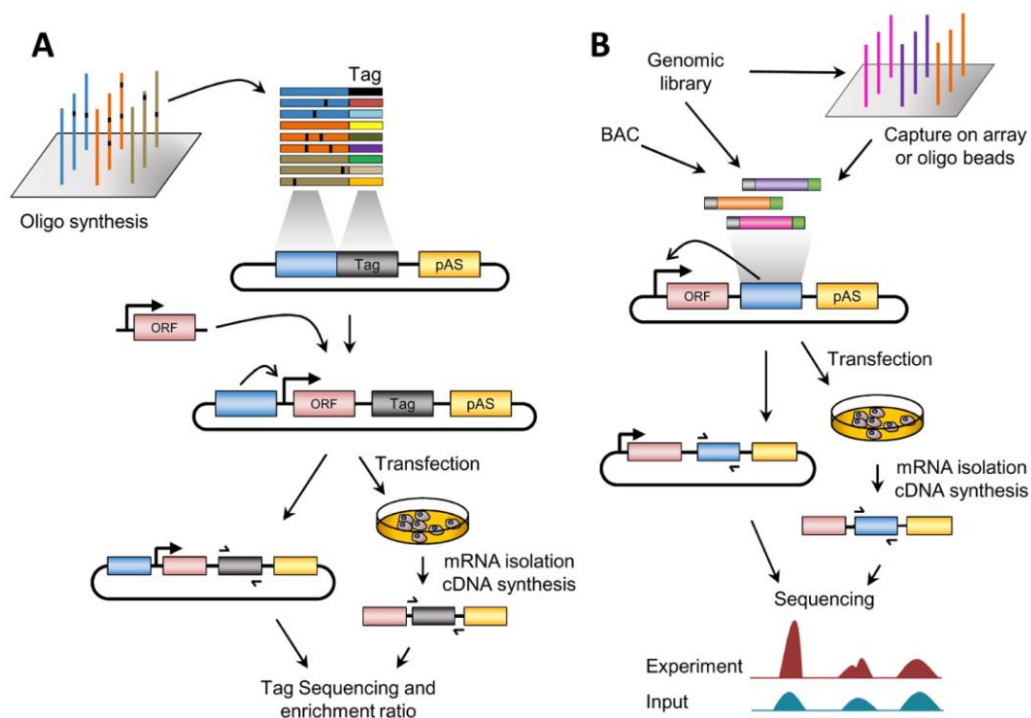 A
Tag
Oligo synthesis
Tag
pAS
ORF
ORF
Tag
pAS
Transfection
mRNA isolation
cDNA synthesis
Tag Sequencing and
enrichment ratio
B
Genomic
library
BAC
Capture on array
or oligo beads
ORF
pAS
Transfection
mRNA isolation
cDNA synthesis
Sequencing
Experiment
Input